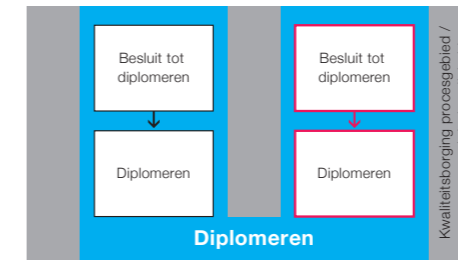 Besluit tot
diplomeren
Diplomeren
Besluit tot
diplomeren
Diplomeren
Diplomeren
Kwaliteitsborging procesgebied /